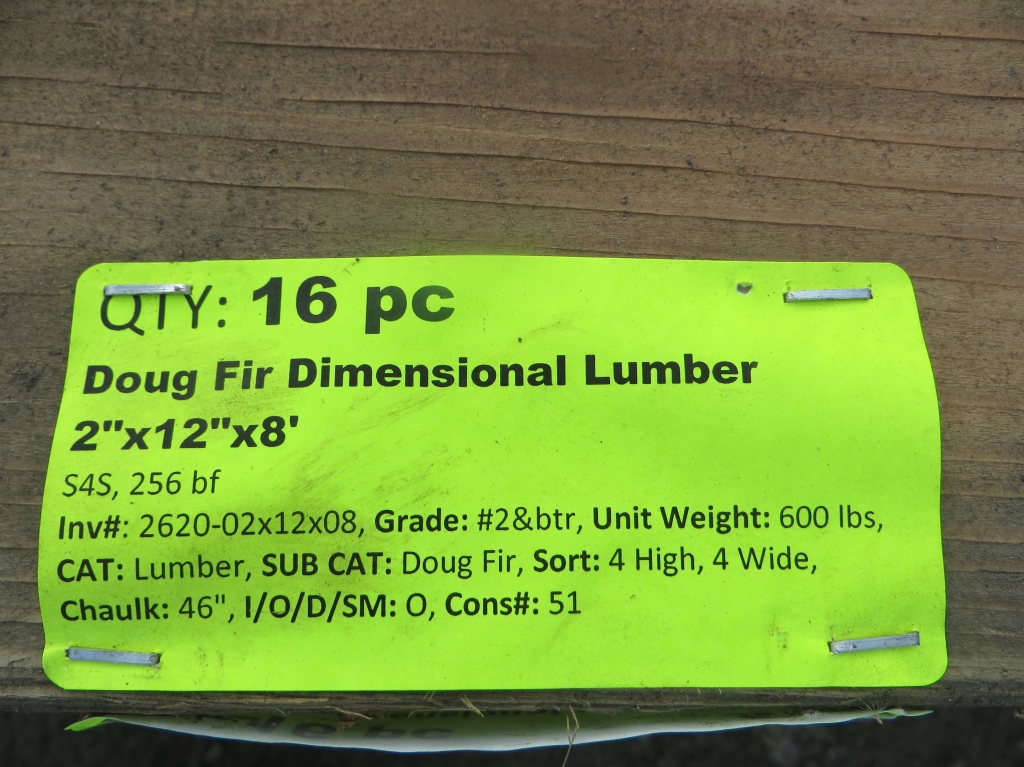 QTY: 16 pc
Doug Fir Dimensional Lumber
2"x12"x8'
S4S, 256 bf
Inv#: 2620-02x12x08, Grade: #2&btr, Unit Weight: 600 lbs,
CAT: Lumber, SUB CAT: Doug Fir, Sort: 4 High, 4 Wide,
Chaulk: 46", I/O/D/SM: O, Cons#: 51